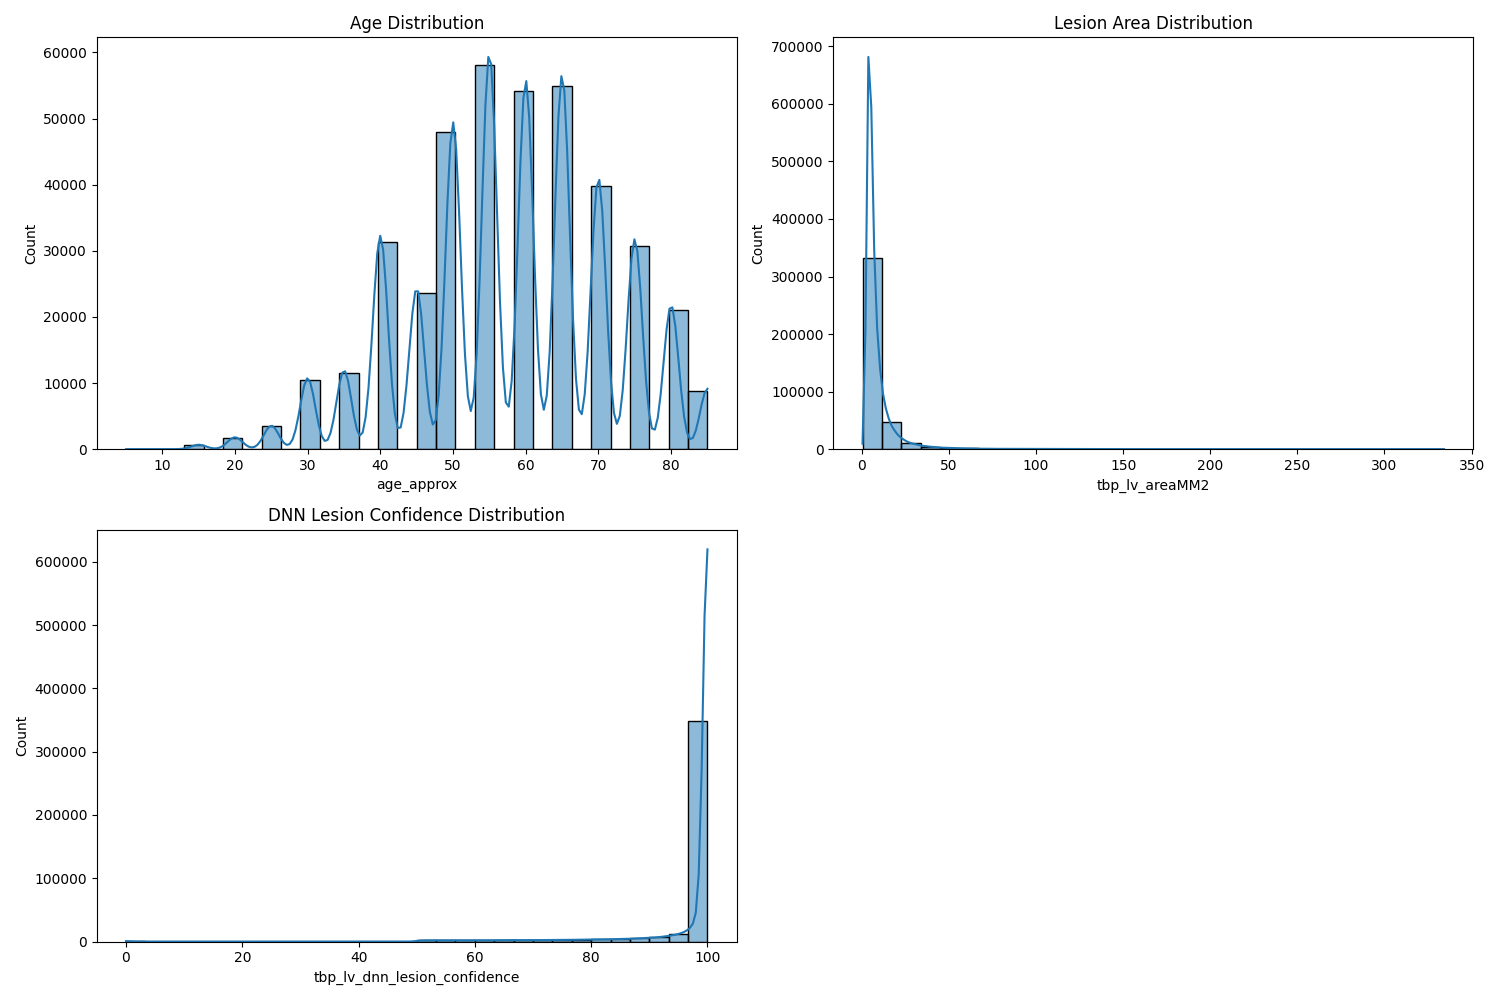 Age Distribution
Count
60000
50000
40000
30000
20000
10000
0
10 20 30 40 50 60 70 80
age_approx
Lesion Area Distribution
Count
700000
600000
500000
400000
300000
200000
100000
0
0 50 100 150 200 250 300 350
tbp_lv_areaMM2
DNN Lesion Confidence Distribution
Count
600000
500000
400000
300000
200000
100000
0
0 20 40 60 80 100
tbp_lv_dnn_lesion_confidence